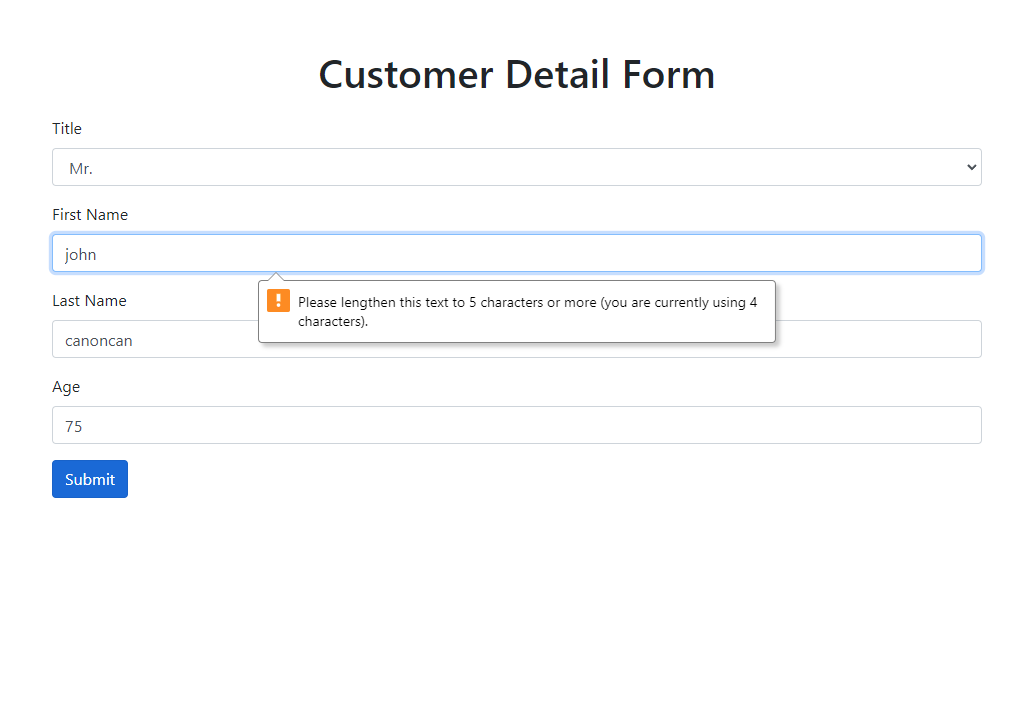 Customer Detail Form
Title
Mr.
First Name
john
Last Name
Please lengthen this text to 5 characters or more (you are currently using 4
characters).
canoncan
Age
75
Submit